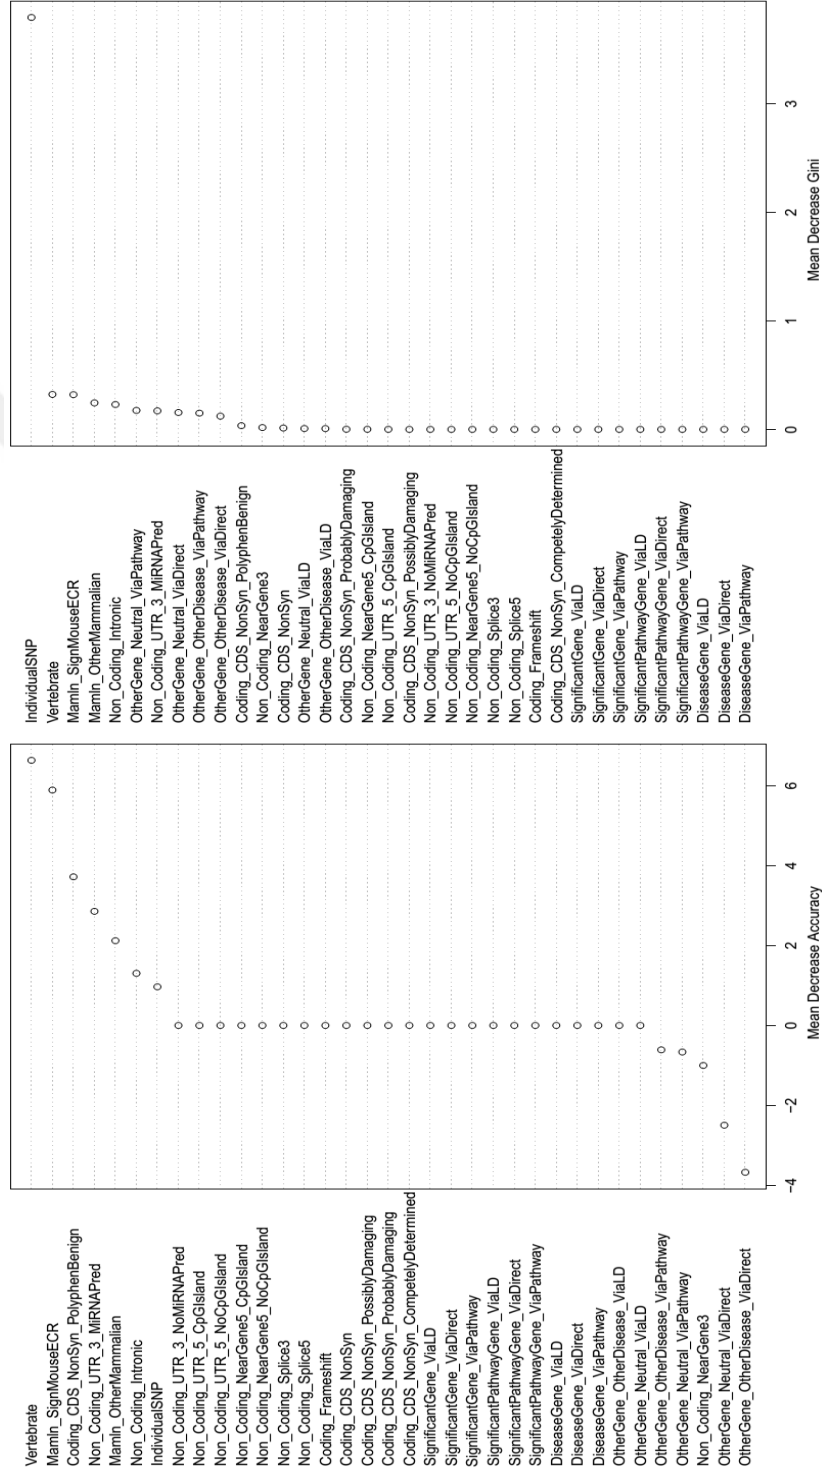 Vertebrate
Mamln_SignMouseECR
Coding_CDS_NonSyn_PolyphenBenign
Non_Coding_UTR_3_MiRNAPred
Mamln_OtherMammalian
Non_Coding_Intronic
IndividualSNP
Non_Coding_UTR_3_NoMiRNAPred
Non_Coding_UTR_5_CpGIsland
Non_Coding_UTR_5_NoCpGIsland
Non_Coding_NearGene5_CpGIsland
Non_Coding_NearGene5_NoCpGIsland
Non_Coding_Splice3
Non_Coding_Splice5
Coding_Frameshift
Coding_CDS_NonSyn
Coding_CDS_NonSyn_PossiblyDamaging
Coding_CDS_NonSyn_ProbablyDamaging
Coding_CDS_NonSyn_CompetelyDetermined
SignificantGene_ViaLD
SignificantGene_ViaDirect
SignificantGene_ViaPathway
SignificantPathwayGene_ViaLD
SignificantPathwayGene_ViaDirect
SignificantPathwayGene_ViaPathway
DiseaseGene_ViaLD
DiseaseGene_ViaDirect
DiseaseGene_ViaPathway
OtherGene_OtherDisease_ViaLD
OtherGene_Neutral_ViaLD
OtherGene_OtherDisease_ViaPathway
OtherGene_Neutral_ViaPathway
Non_Coding_NearGene3
OtherGene_Neutral_ViaDirect
OtherGene_OtherDisease_ViaDirect
-4 -2 0 2 4 6
Mean Decrease Accuracy
IndividualSNP
Vertebrate
Mamln_SignMouseECR
Mamln_OtherMammalian
Non_Coding_Intronic
OtherGene_Neutral_ViaPathway
Non_Coding_UTR_3_MiRNAPred
OtherGene_Neutral_ViaDirect
OtherGene_OtherDisease_ViaPathway
OtherGene_OtherDisease_ViaDirect
Coding_CDS_NonSyn_PolyphenBenign
Non_Coding_NearGene3
Coding_CDS_NonSyn
OtherGene_Neutral_ViaLD
OtherGene_OtherDisease_ViaLD
Coding_CDS_NonSyn_ProbablyDamaging
Non_Coding_NearGene5_CpGIsland
Non_Coding_UTR_5_CpGIsland
Coding_CDS_NonSyn_PossiblyDamaging
Non_Coding_UTR_3_NoMiRNAPred
Non_Coding_UTR_5_NoCpGIsland
Non_Coding_NearGene5_NoCpGIsland
Non_Coding_Splice3
Non_Coding_Splice5
Coding_Frameshift
Coding_CDS_NonSyn_CompetelyDetermined
SignificantGene_ViaLD
SignificantGene_ViaDirect
SignificantGene_ViaPathway
SignificantPathwayGene_ViaLD
SignificantPathwayGene_ViaDirect
SignificantPathwayGene_ViaPathway
DiseaseGene_ViaLD
DiseaseGene_ViaDirect
DiseaseGene_ViaPathway
0 1 2 3
Mean Decrease Gini